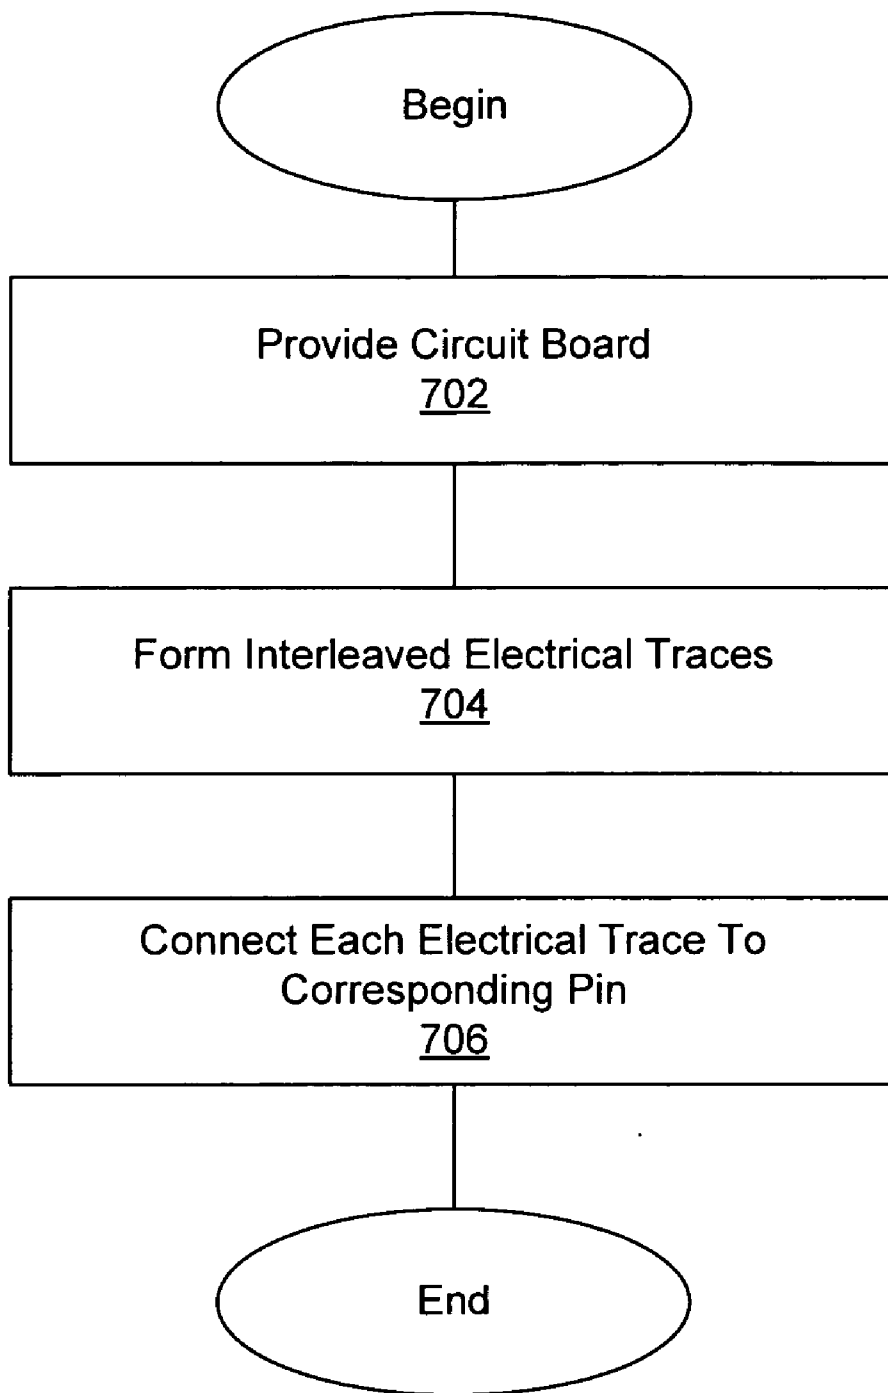 Begin
Provide Circuit Board
702
Form Interleaved Electrical Traces
704
Connect Each Electrical Trace To
Corresponding Pin
706
End